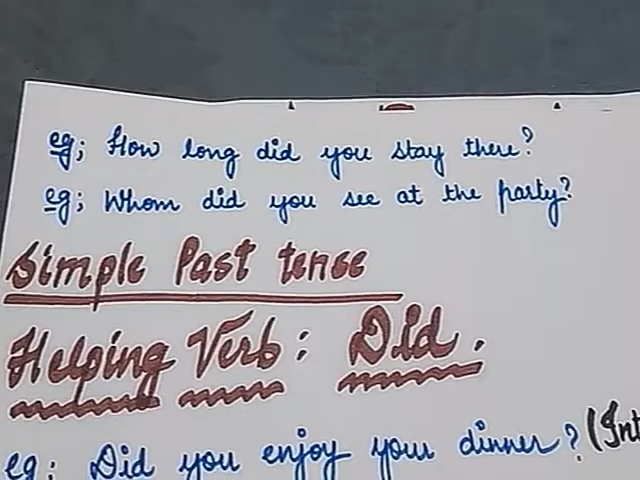 eg; How long did you stay there?
eg; Whom did you see at the party?
Simple Past tense
Helping Verb: Did.
eg: Did you enjoy your dinner? (Int